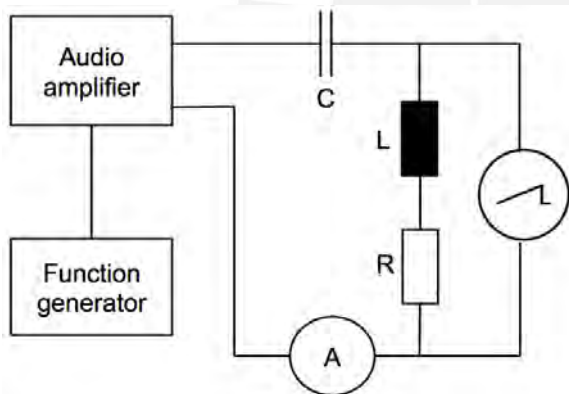 Audio
amplifier
C
L
R
Function
generator
A